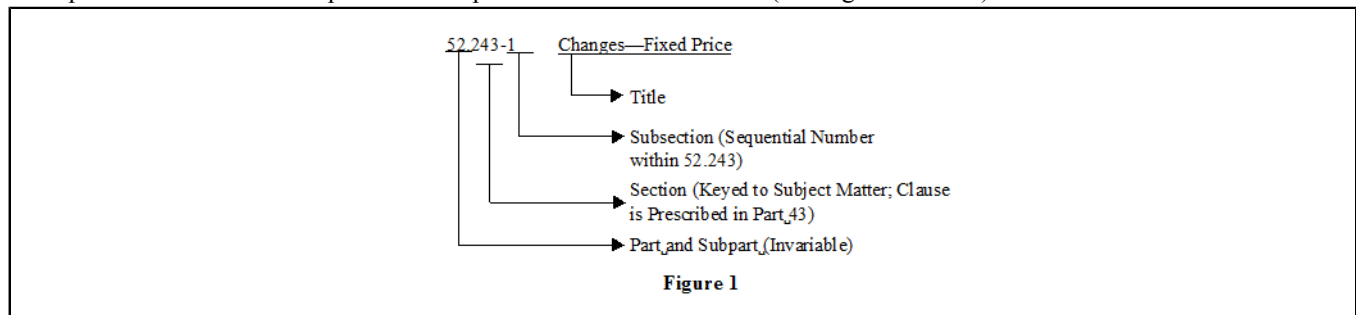 52.243-1 Changes—Fixed Price
Title
Subsection (Sequential Number
within 52.243)
Section (Keyed to Subject Matter; Clause
is Prescribed in Part 43)
Part and Subpart (Invariable)
Figure 1